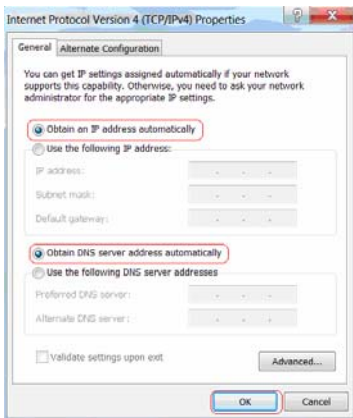 Internet Protocol Version 4 (TCP/IPv4) Properties
General
Alternate Configuration
You can get IP settings assigned automatically if your network
supports this capability. Otherwise, you need to ask your network
administrator for the appropriate IP settings.
Obtain an IP address automatically
Use the following IP address:
IP address:
Subnet mask:
Default gateway:
Obtain DNS server address automatically
Use the following DNS server addresses
Preferred DNS server:
Alternate DNS server:
Validate settings upon exit
Advanced...
OK
Cancel